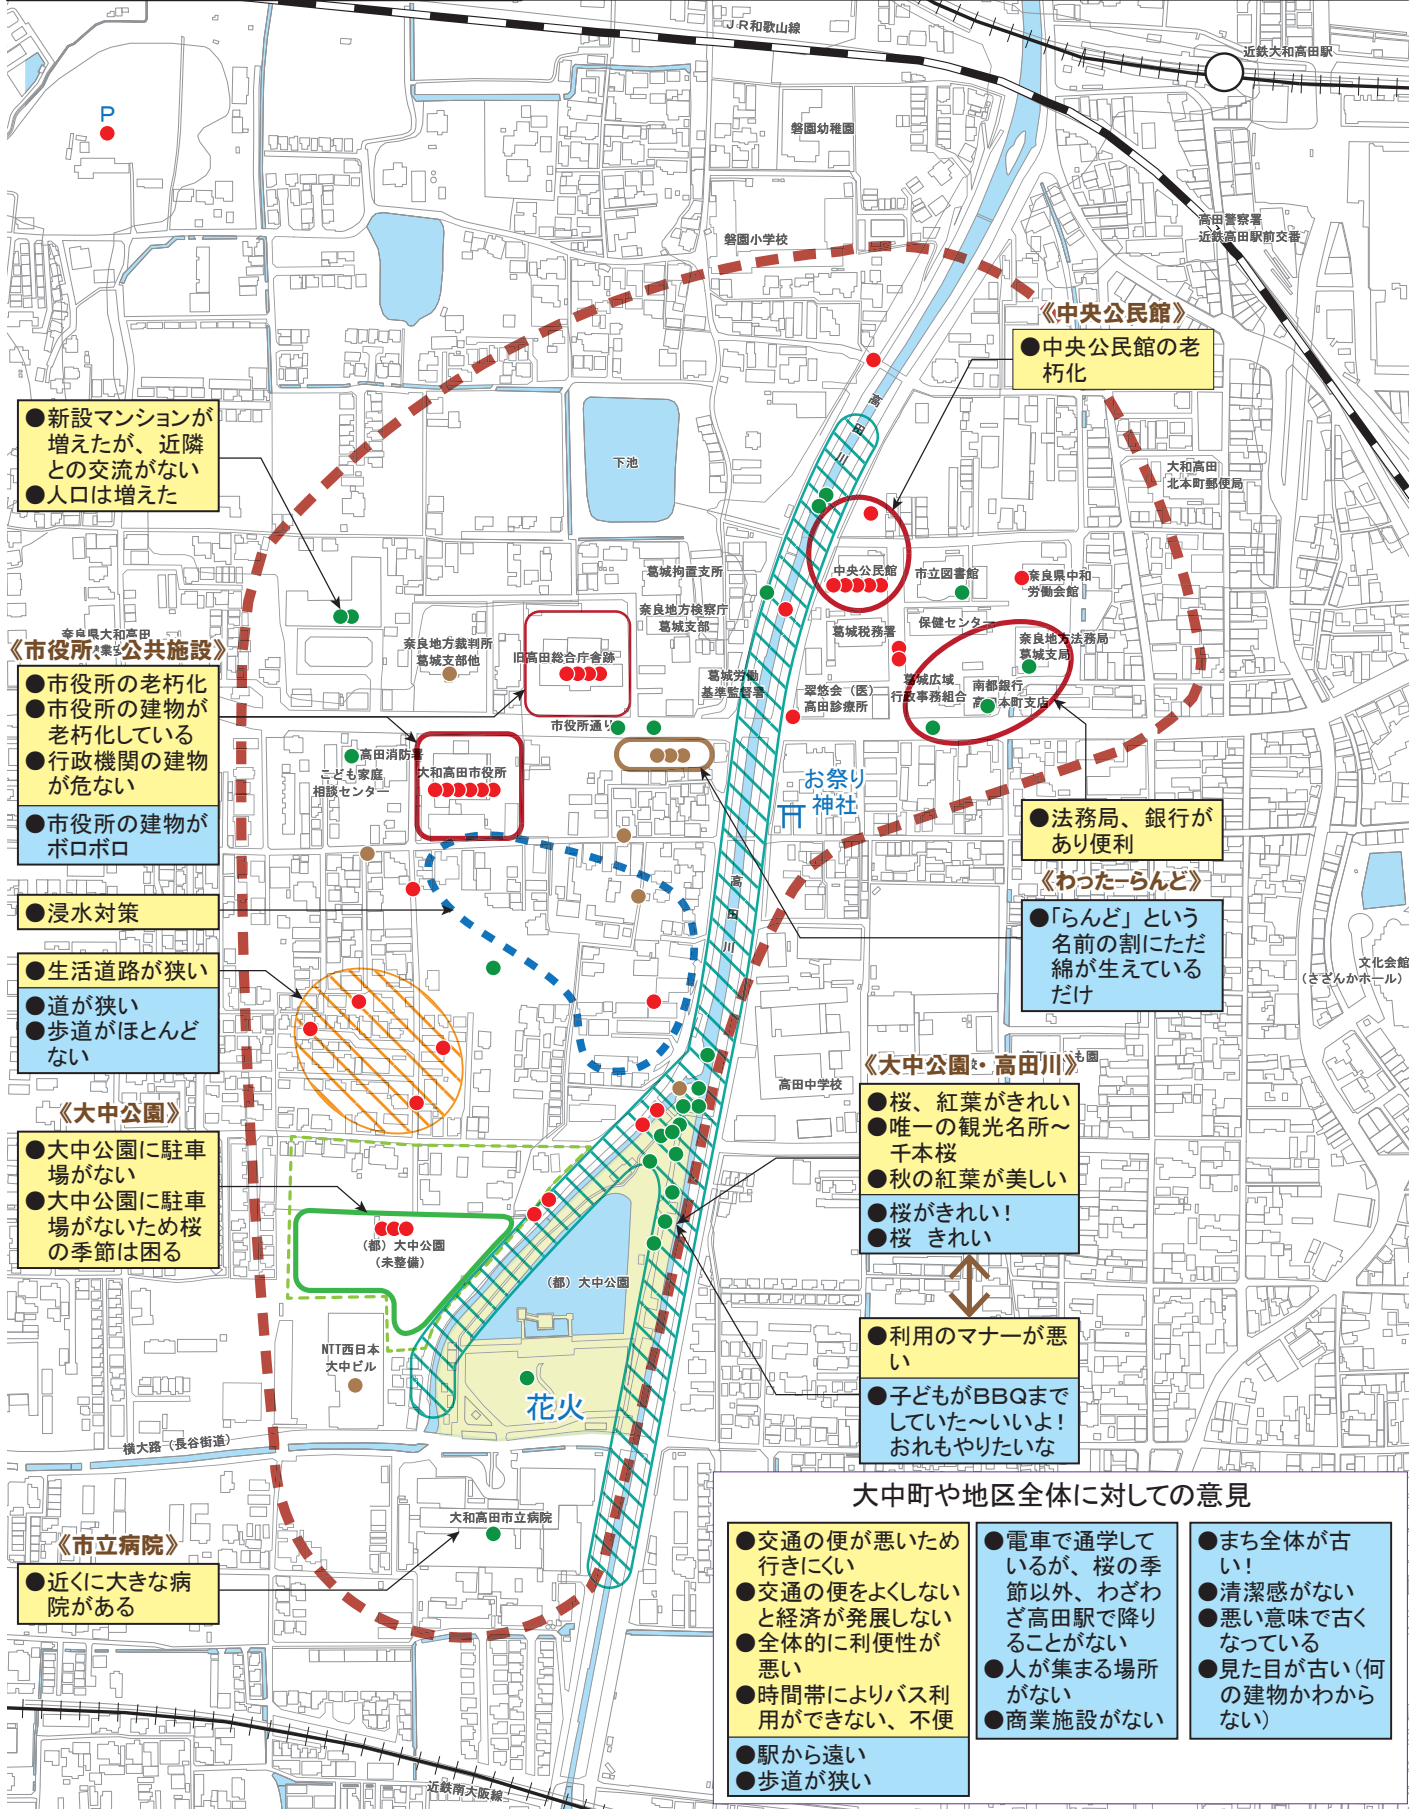 JR和歌山線
近鉄大和高田駅
P
磐園幼稚園
高田警察署
近鉄高田駅前交番
磐園小学校
《中央公民館》
●中央公民館の老
朽化
高
田
川
●新設マンションが
増えたが、近隣
との交流がない
●人口は増えた
下池
大和高田
北本町郵便局
葛城拘置支所
中央公民館
市立図書館
奈良県中和
労働会館
奈良地方検察庁
葛城支部
葛城税務署
保健センター
奈良地方法務局
葛城支局
奈良県大和高田
《市役所・公共施設》
●市役所の老朽化
●市役所の建物が
老朽化している
●行政機関の建物
が危ない
●市役所の建物が
ボロボロ
奈良地方裁判所
葛城支部他
旧高田総合庁舎跡
葛城労働
基準監督署
翠悠会（医）
高田診療所
葛城広域
行政事務組合
南都銀行
本町支店
市役所通り
高田消防署
こども家庭
相談センター
大和高田市役所
お祭り
神社
●法務局、銀行が
あり便利
《わったーらんど》
●「らんど」という
名前の割にただ
綿が生えている
だけ
高
田
川
●浸水対策
●生活道路が狭い
●道が狭い
●歩道がほとんど
ない
文化会館
（さざんかホール）
高田中学校
《大中公園・高田川》
●桜、紅葉がきれい
●唯一の観光名所～
千本桜
●秋の紅葉が美しい
●桜がきれい！
●桜 きれい
《大中公園》
●大中公園に駐車
場がない
●大中公園に駐車
場がないため桜
の季節は困る
（都）大中公園
（未整備）
（都）大中公園
●利用のマナーが悪
い
●子どもがBBQまで
していた～いいよ！
おれもやりたいな
NTT西日本
大中ビル
花火
横大路（長谷街道）
《市立病院》
●近くに大きな病
院がある
大和高田市立病院
近鉄南大阪線
大中町や地区全体に対しての意見
●交通の便が悪いため
行きにくい
●交通の便をよくしない
と経済が発展しない
●全体的に利便性が
悪い
●時間帯によりバス利
用ができない、不便
●駅から遠い
●歩道が狭い
●電車で通学して
いるが、桜の季
節以外、わざわ
ざ高田駅で降り
ることがない
●人が集まる場所
がない
●商業施設がない
●まち全体が古
い！
●清潔感がない
●悪い意味で古く
なっている
●見た目が古い（何
の建物かわから
ない）